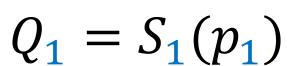 Q₁ = S₁(p₁)